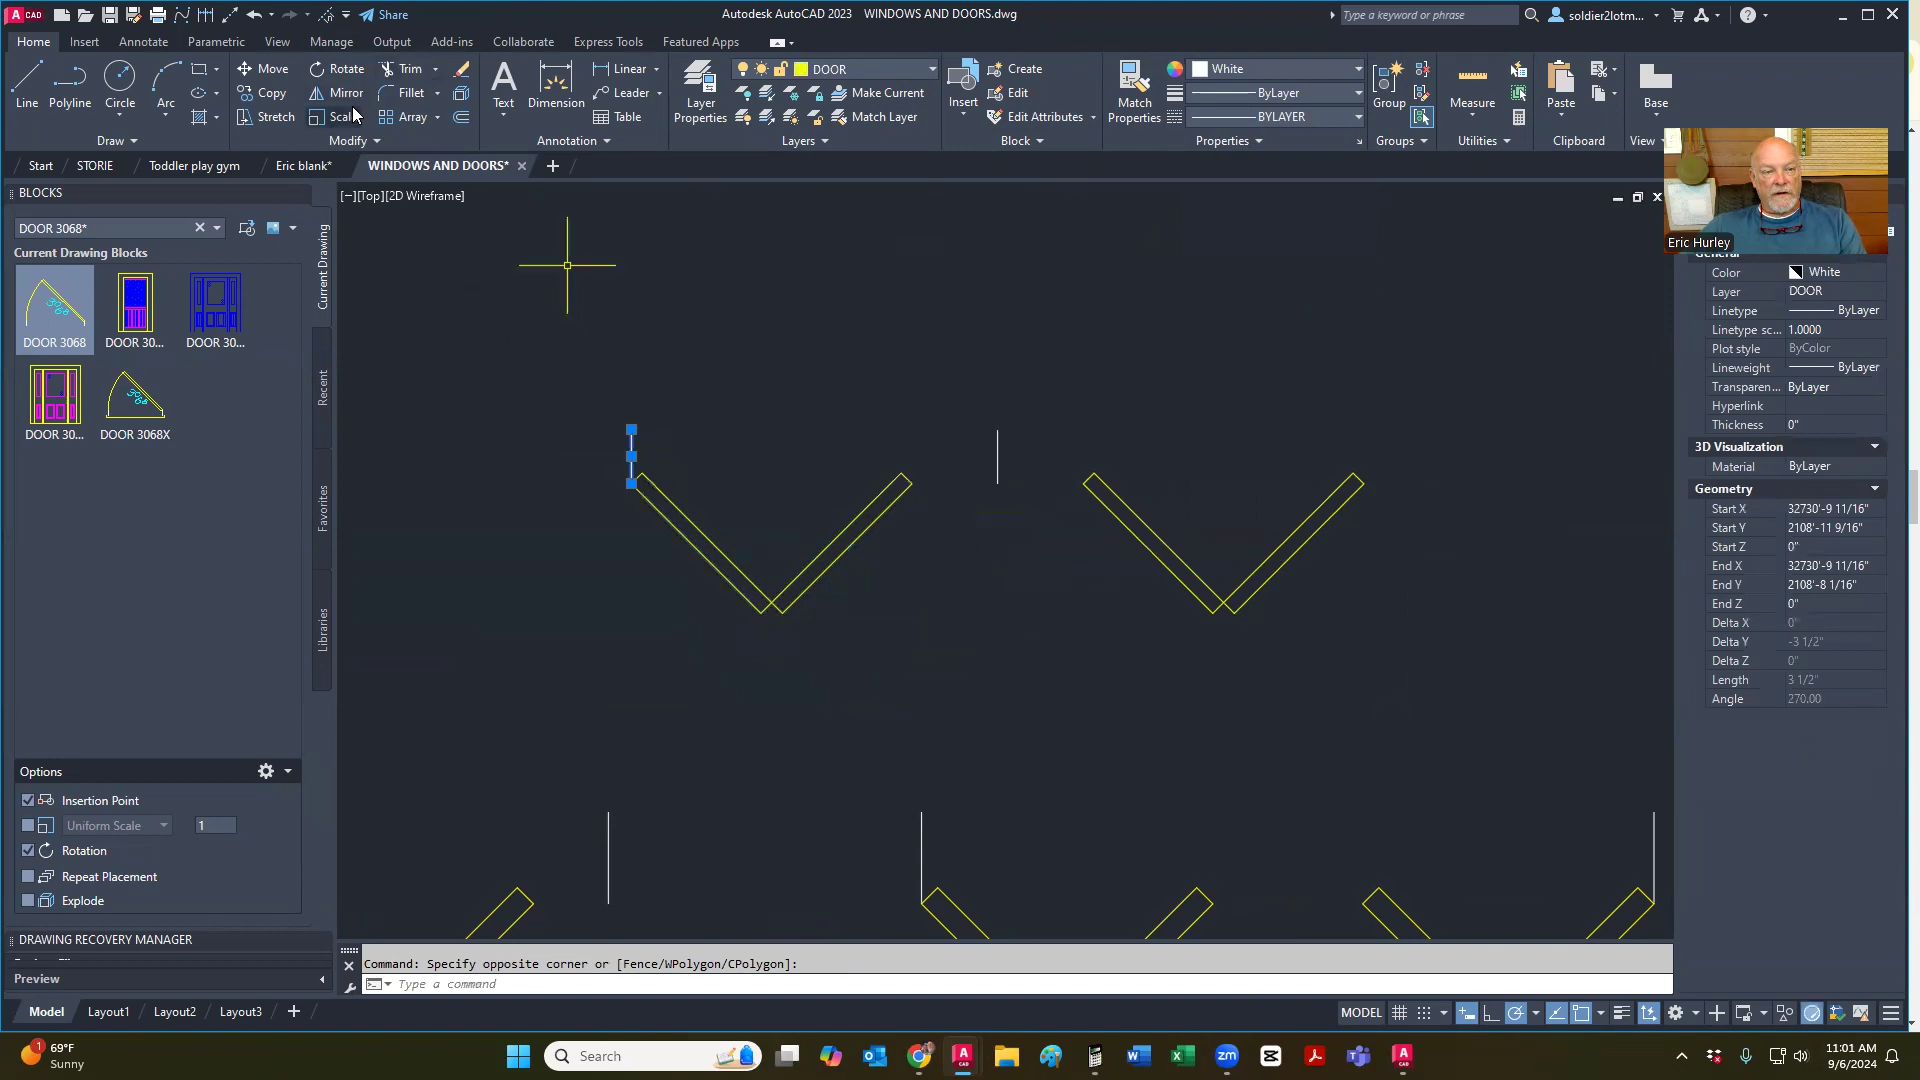 CAD
Share
Autodesk AutoCAD 2023 WINDOWS AND DOORS.dwg
Type a keyword or phrase
soldier2lotm...
Home Insert Annotate Parametric View Manage Output Add-ins Collaborate Express Tools Featured Apps
Line Polyline Circle Arc
Move Rotate Trim
Copy Mirror Fillet
Stretch Scale Array
Text Dimension
Linear
Leader
Table
Layer Properties
DOOR
Make Current
Match Layer
Insert
Create
Edit
Edit Attributes
Match Properties
White
ByLayer
BYLAYER
Group Measure Paste Base
Draw Modify Annotation Layers Block Properties Groups Utilities Clipboard View
Start STORIE Toddler play gym Eric blank* WINDOWS AND DOORS*
BLOCKS
DOOR 3068*
Current Drawing Blocks
DOOR 3068 DOOR 30... DOOR 30...
DOOR 30... DOOR 3068X
Current Drawing
Recent
Favorites
Libraries
Options
Insertion Point
Uniform Scale 1
Rotation
Repeat Placement
Explode
DRAWING RECOVERY MANAGER
Preview
[−][Top][2D Wireframe]
Eric Hurley
General
Color White
Layer DOOR
Linetype ByLayer
Linetype sc... 1.0000
Plot style ByColor
Lineweight ByLayer
Transparen... ByLayer
Hyperlink
Thickness 0"
3D Visualization
Material ByLayer
Geometry
Start X 32730'-9 11/16"
Start Y 2108'-11 9/16"
Start Z 0"
End X 32730'-9 11/16"
End Y 2108'-8 1/16"
End Z 0"
Delta X 0"
Delta Y -3 1/2"
Delta Z 0"
Length 3 1/2"
Angle 270.00
Command: Specify opposite corner or [Fence/WPolygon/CPolygon]:
Type a command
Model Layout1 Layout2 Layout3
MODEL
1
69°F
Sunny
Search
zm
11:01 AM
9/6/2024